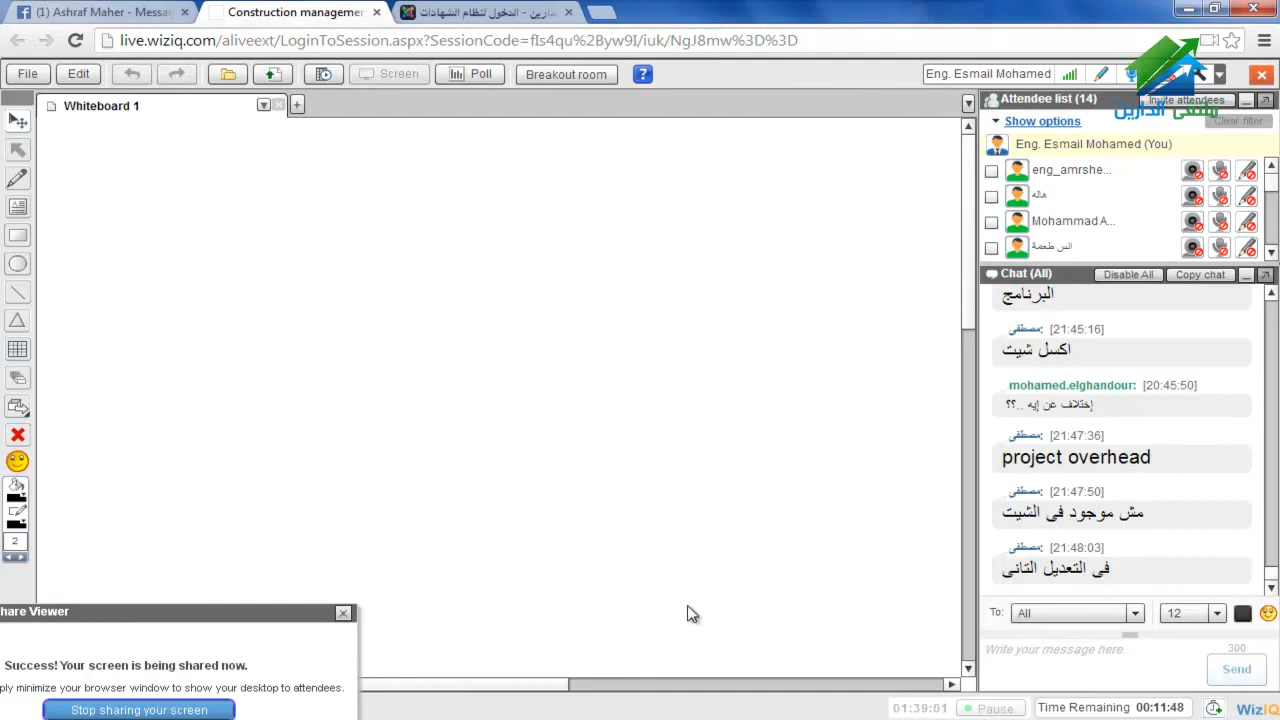 (1) Ashraf Maher - Messag
Construction managemen
دارين - الدخول لنظام الشهادات
live.wiziq.com/aliveext/LoginToSession.aspx?SessionCode=fIs4qu%2Byw9I/iuk/NgJ8mw%3D%3D
File
Edit
Screen
Poll
Breakout room
Eng. Esmail Mohamed
Whiteboard 1
Attendee list (14)
Invite attendees
ملتقى الدارين
Show options
Clear filter
Eng. Esmail Mohamed (You)
eng_amrshe...
هاله
Mohammad A...
انس طعمة
Chat (All)
Disable All
Copy chat
البرنامج
مصطفى: [21:45:16]
اكسل شيت
mohamed.elghandour: [20:45:50]
إختلاف عن إيه ..؟؟
مصطفى: [21:47:36]
project overhead
مصطفى: [21:47:50]
مش موجود فى الشيت
مصطفى: [21:48:03]
فى التعديل التانى
To:
All
12
Write your message here.
300
Send
2
hare Viewer
Success! Your screen is being shared now.
ply minimize your browser window to show your desktop to attendees.
Stop sharing your screen
01:39:01
Pause
Time Remaining 00:11:48
WizIQ